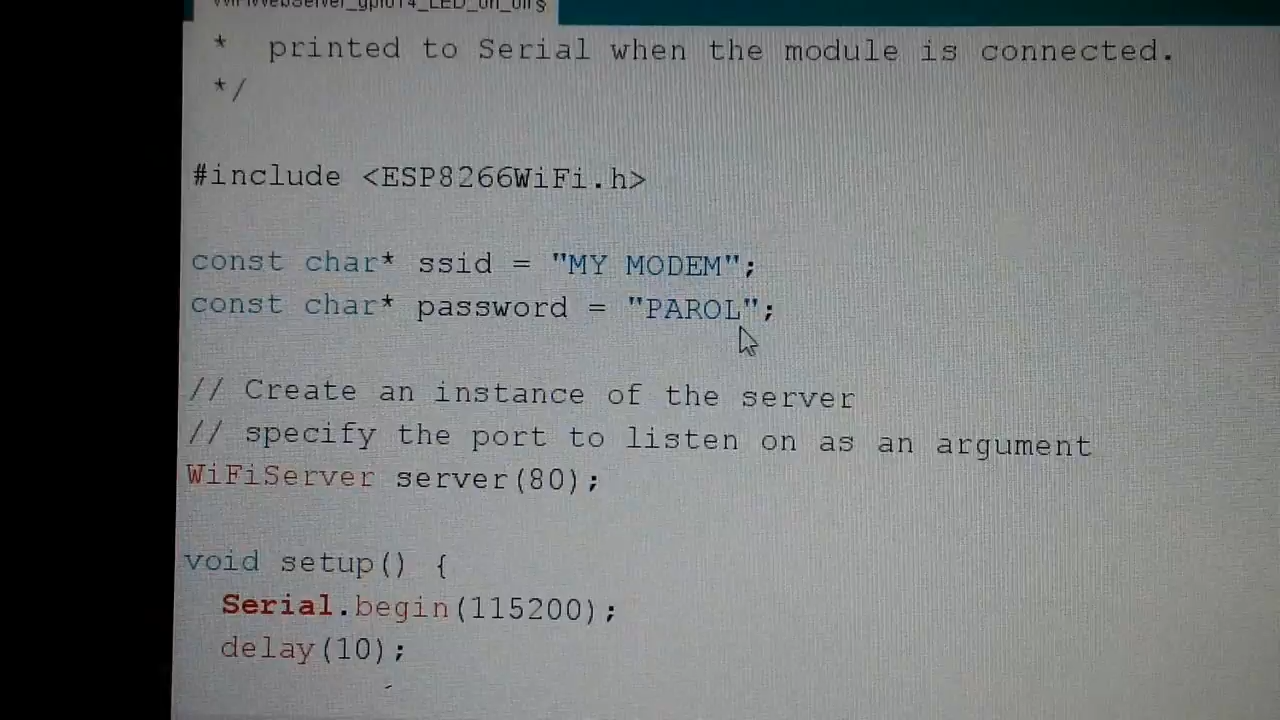 *  printed to Serial when the module is connected.
*/
#include <ESP8266WiFi.h>
const char* ssid = "MY MODEM";
const char* password = "PAROL";
// Create an instance of the server
// specify the port to listen on as an argument
WiFiServer server(80);
void setup() {
Serial.begin(115200);
delay(10);